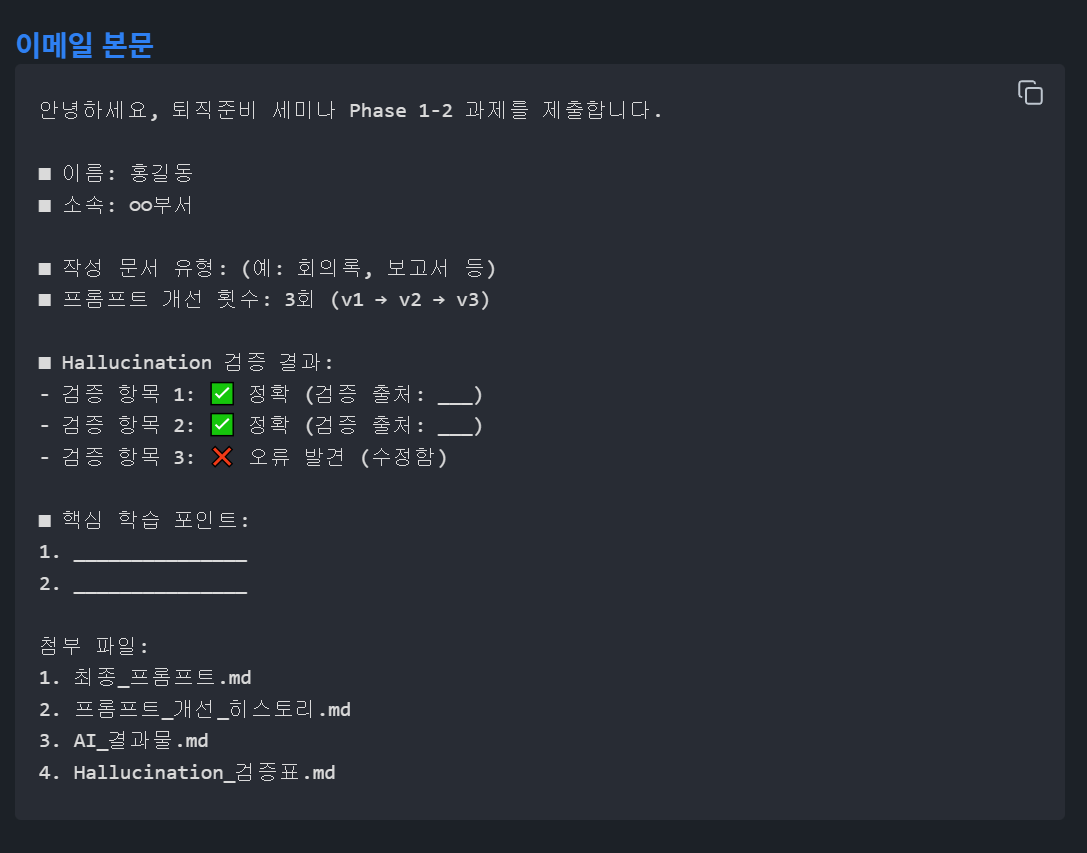 이메일 본문
안녕하세요, 퇴직준비 세미나 Phase 1-2 과제를 제출합니다.
■ 이름: 홍길동
■ 소속: ○○부서
■ 작성 문서 유형: (예: 회의록, 보고서 등)
■ 프롬프트 개선 횟수: 3회 (v1 → v2 → v3)
■ Hallucination 검증 결과:
- 검증 항목 1: ✅ 정확 (검증 출처: ___)
- 검증 항목 2: ✅ 정확 (검증 출처: ___)
- 검증 항목 3: ❌ 오류 발견 (수정함)
■ 핵심 학습 포인트:
1. _______________
2. _______________
첨부 파일:
1. 최종_프롬프트.md
2. 프롬프트_개선_히스토리.md
3. AI_결과물.md
4. Hallucination_검증표.md